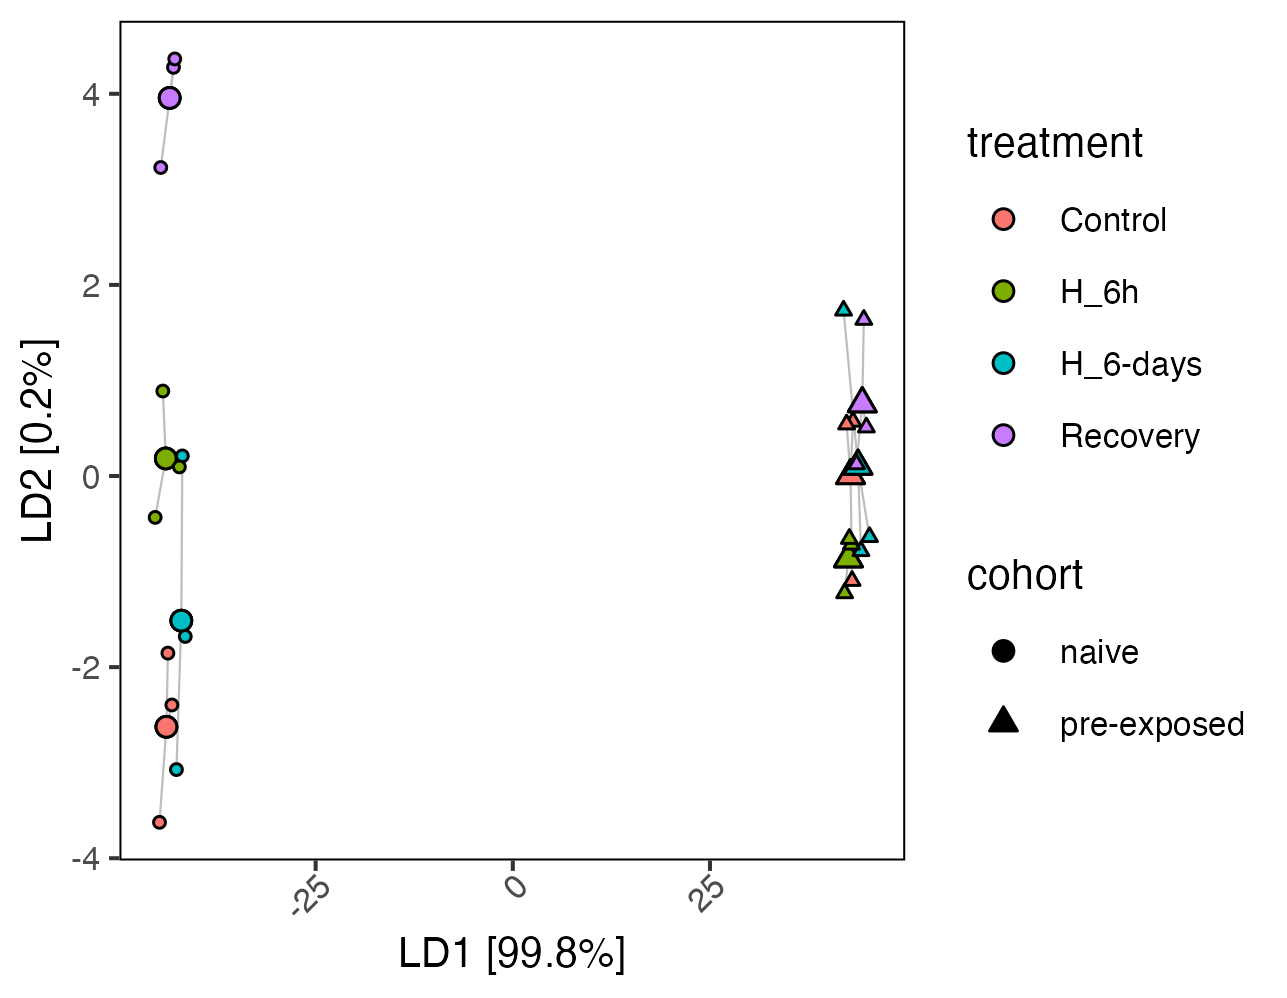 4
2
0
-2
-4
LD2 [0.2%]
-25
0
25
LD1 [99.8%]
treatment
Control
H_6h
H_6-days
Recovery
cohort
naive
pre-exposed